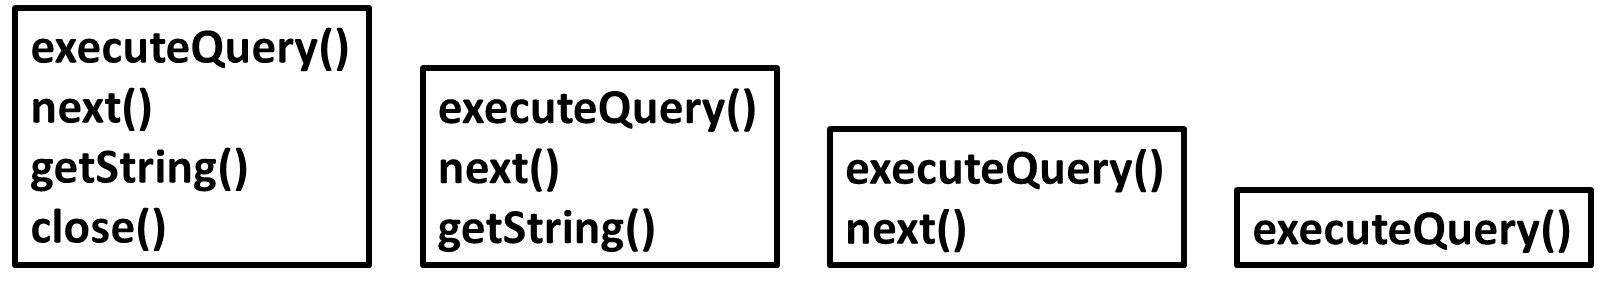 executeQuery()
next()
getString()
close()
executeQuery()
next()
getString()
executeQuery()
next()
executeQuery()